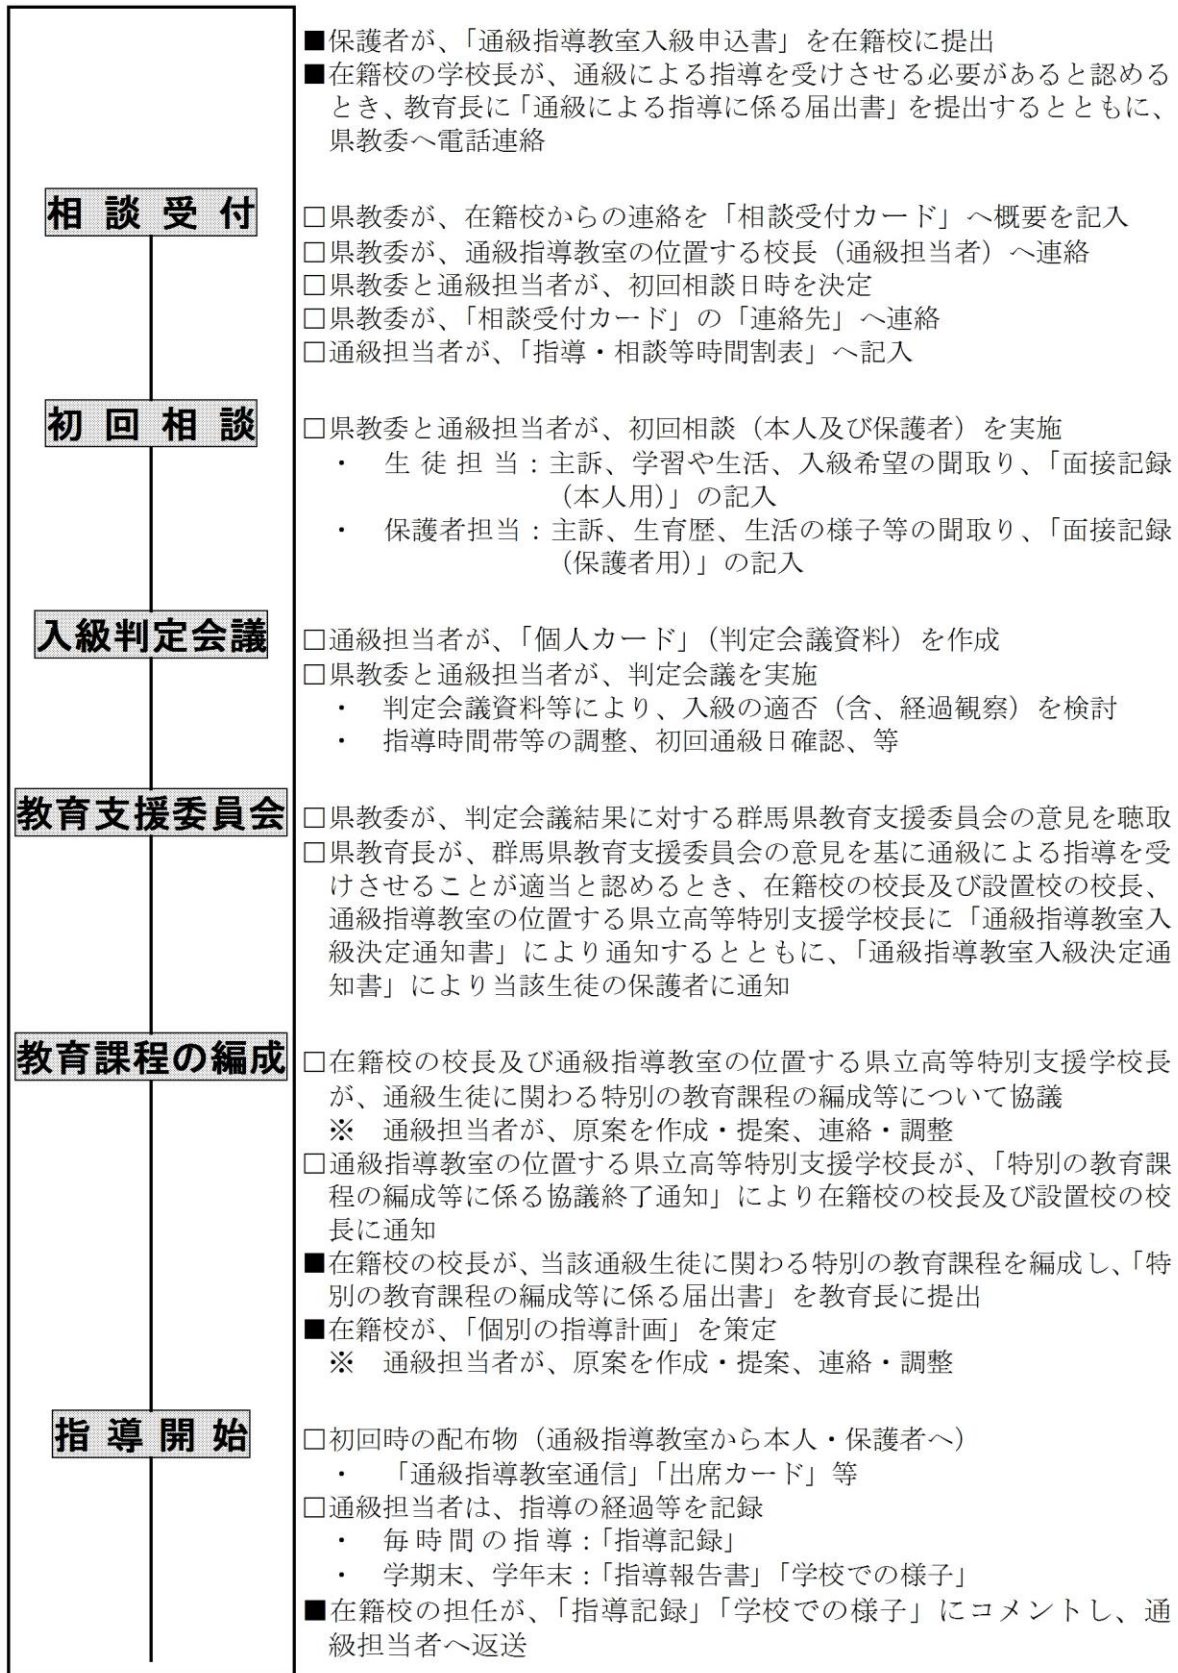 ■保護者が、「通級指導教室入級申込書」を在籍校に提出
■在籍校の学校長が、通級による指導を受けさせる必要があると認める
とき、教育長に「通級による指導に係る届出書」を提出するとともに、
県教委へ電話連絡
相談受付
□県教委が、在籍校からの連絡を「相談受付カード」へ概要を記入
□県教委が、通級指導教室の位置する校長（通級担当者）へ連絡
□県教委と通級担当者が、初回相談日時を決定
□県教委が、「相談受付カード」の「連絡先」へ連絡
□通級担当者が、「指導・相談等時間割表」へ記入
初回相談
□県教委と通級担当者が、初回相談（本人及び保護者）を実施
・　生徒担当：主訴、学習や生活、入級希望の聞取り、「面接記録
（本人用）」の記入
・　保護者担当：主訴、生育歴、生活の様子等の聞取り、「面接記録
（保護者用）」の記入
入級判定会議
□通級担当者が、「個人カード」（判定会議資料）を作成
□県教委と通級担当者が、判定会議を実施
・　判定会議資料等により、入級の適否（含、経過観察）を検討
・　指導時間帯等の調整、初回通級日確認、等
教育支援委員会
□県教委が、判定会議結果に対する群馬県教育支援委員会の意見を聴取
□県教育長が、群馬県教育支援委員会の意見を基に通級による指導を受
けさせることが適当と認めるとき、在籍校の校長及び設置校の校長、
通級指導教室の位置する県立高等特別支援学校長に「通級指導教室入
級決定通知書」により通知するとともに、「通級指導教室入級決定通
知書」により当該生徒の保護者に通知
教育課程の編成
□在籍校の校長及び通級指導教室の位置する県立高等特別支援学校長
が、通級生徒に関わる特別の教育課程の編成等について協議
※　通級担当者が、原案を作成・提案、連絡・調整
□通級指導教室の位置する県立高等特別支援学校長が、「特別の教育課
程の編成等に係る協議終了通知」により在籍校の校長及び設置校の校
長に通知
■在籍校の校長が、当該通級生徒に関わる特別の教育課程を編成し、「特
別の教育課程の編成等に係る届出書」を教育長に提出
■在籍校が、「個別の指導計画」を策定
※　通級担当者が、原案を作成・提案、連絡・調整
指導開始
□初回時の配布物（通級指導教室から本人・保護者へ）
・　「通級指導教室通信」「出席カード」等
□通級担当者は、指導の経過等を記録
・　毎時間の指導：「指導記録」
・　学期末、学年末：「指導報告書」「学校での様子」
■在籍校の担任が、「指導記録」「学校での様子」にコメントし、通
級担当者へ返送